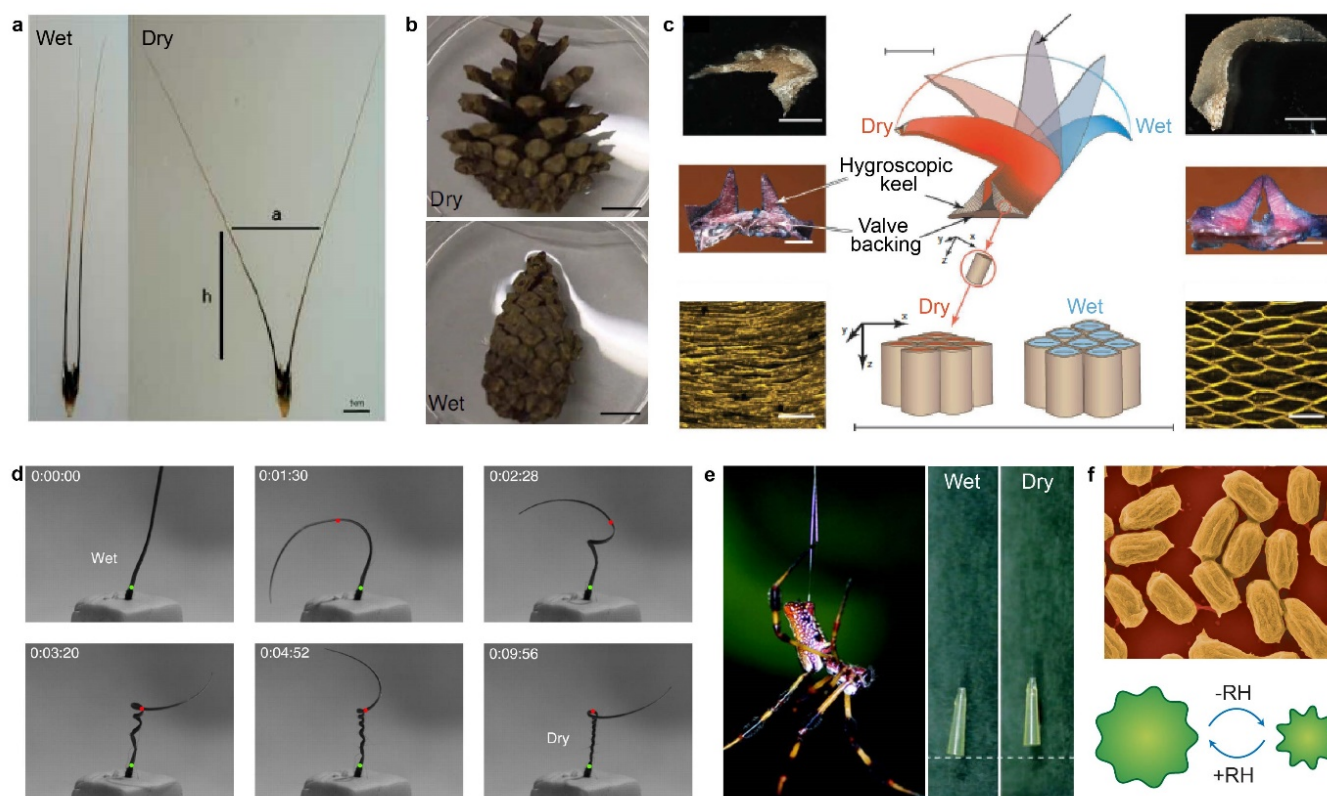 a
Wet
Dry
a
h
5cm
b
Dry
Wet
c
Dry
Wet
Hygroscopic
keel
Valve
backing
y
x
z
Dry
Wet
x
y
z
d
0:00:00
Wet
0:01:30
0:02:28
0:03:20
0:04:52
0:09:56
Dry
e
Wet
Dry
f
-RH
+RH